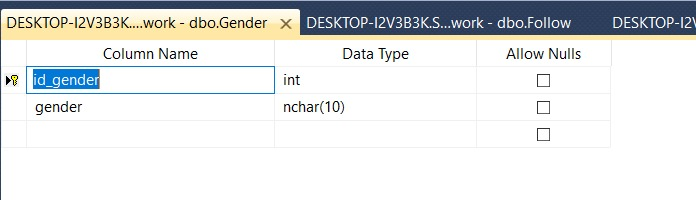 DESKTOP-I2V3B3K....work - dbo.Gender DESKTOP-I2V3B3K.S...work - dbo.Follow DESKTOP-I2V
Column Name Data Type Allow Nulls
id_gender int
gender nchar(10)